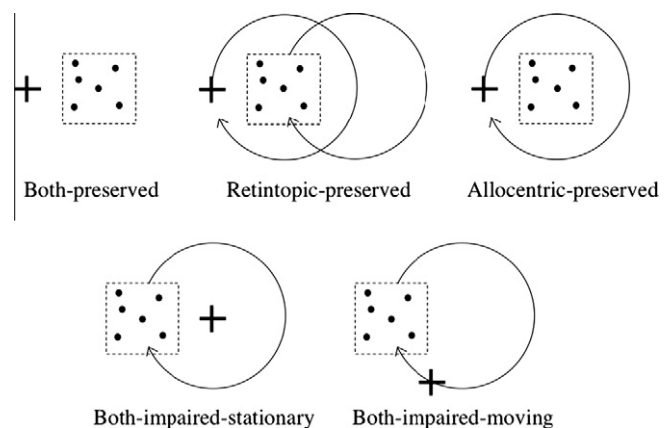 Both-preserved
Retintopic-preserved
Allocentric-preserved
Both-impaired-stationary
Both-impaired-moving